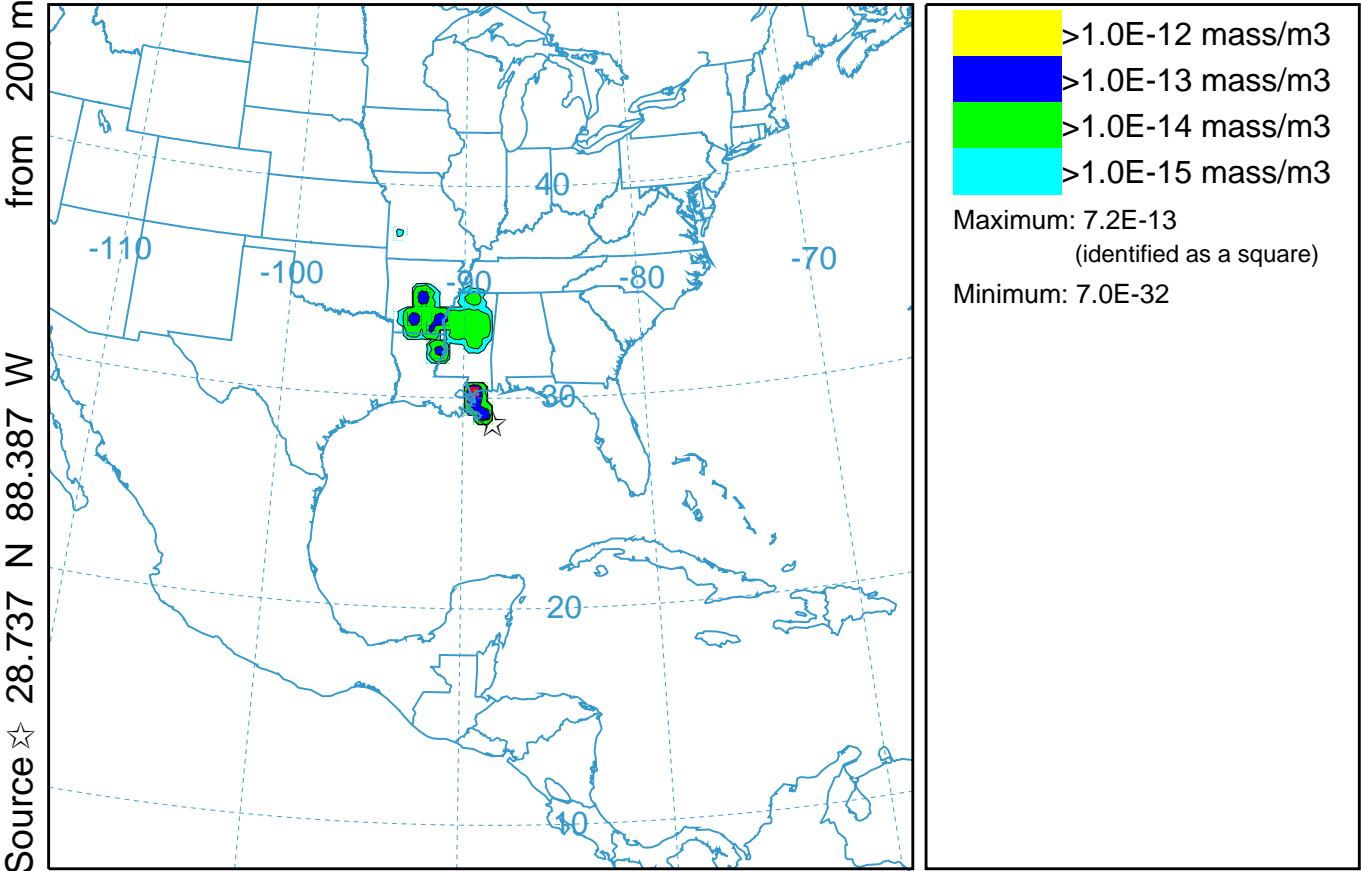 Source ☆ 28.737 N 88.387 W from 200 m
40
-110
-100
-90
-80
-70
30
20
10
>1.0E-12 mass/m3
>1.0E-13 mass/m3
>1.0E-14 mass/m3
>1.0E-15 mass/m3
Maximum: 7.2E-13
(identified as a square)
Minimum: 7.0E-32